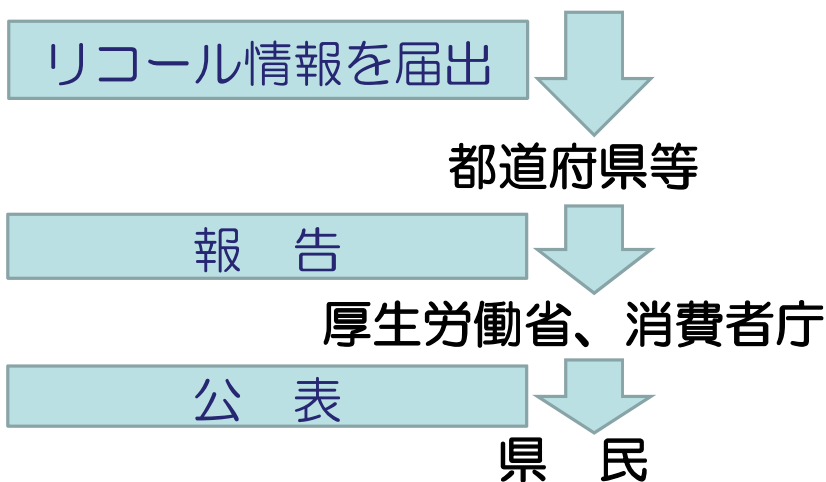 リコール情報を届出
都道府県等
報　告
厚生労働省、消費者庁
公　表
県　民